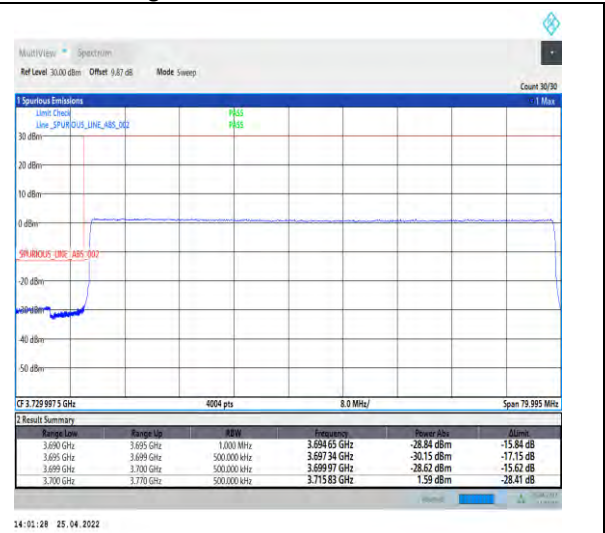 MultiView Spectrum
Ref Level 30.00 dBm Offset 9.87 dB Mode Sweep
Count 30/30
1 Spurious Emissions 1 Max
Limit Check PASS
Line _SPURIOUS_LINE_ABS_002 PASS
30 dBm
20 dBm
10 dBm
0 dBm
_SPURIOUS_LINE_ABS_002
-20 dBm
-30 dBm
-40 dBm
-50 dBm
CF 3.729 997 5 GHz 4004 pts 8.0 MHz/ Span 79.995 MHz
2 Result Summary
Range Low Range Up RBW Frequency Power Abs ΔLimit
3.690 GHz 3.695 GHz 1.000 MHz 3.694 65 GHz -28.84 dBm -15.84 dB
3.695 GHz 3.699 GHz 500.000 kHz 3.697 34 GHz -30.15 dBm -17.15 dB
3.699 GHz 3.700 GHz 500.000 kHz 3.699 97 GHz -28.62 dBm -15.62 dB
3.700 GHz 3.770 GHz 500.000 kHz 3.715 83 GHz 1.59 dBm -28.41 dB
14:01:28 25.04.2022